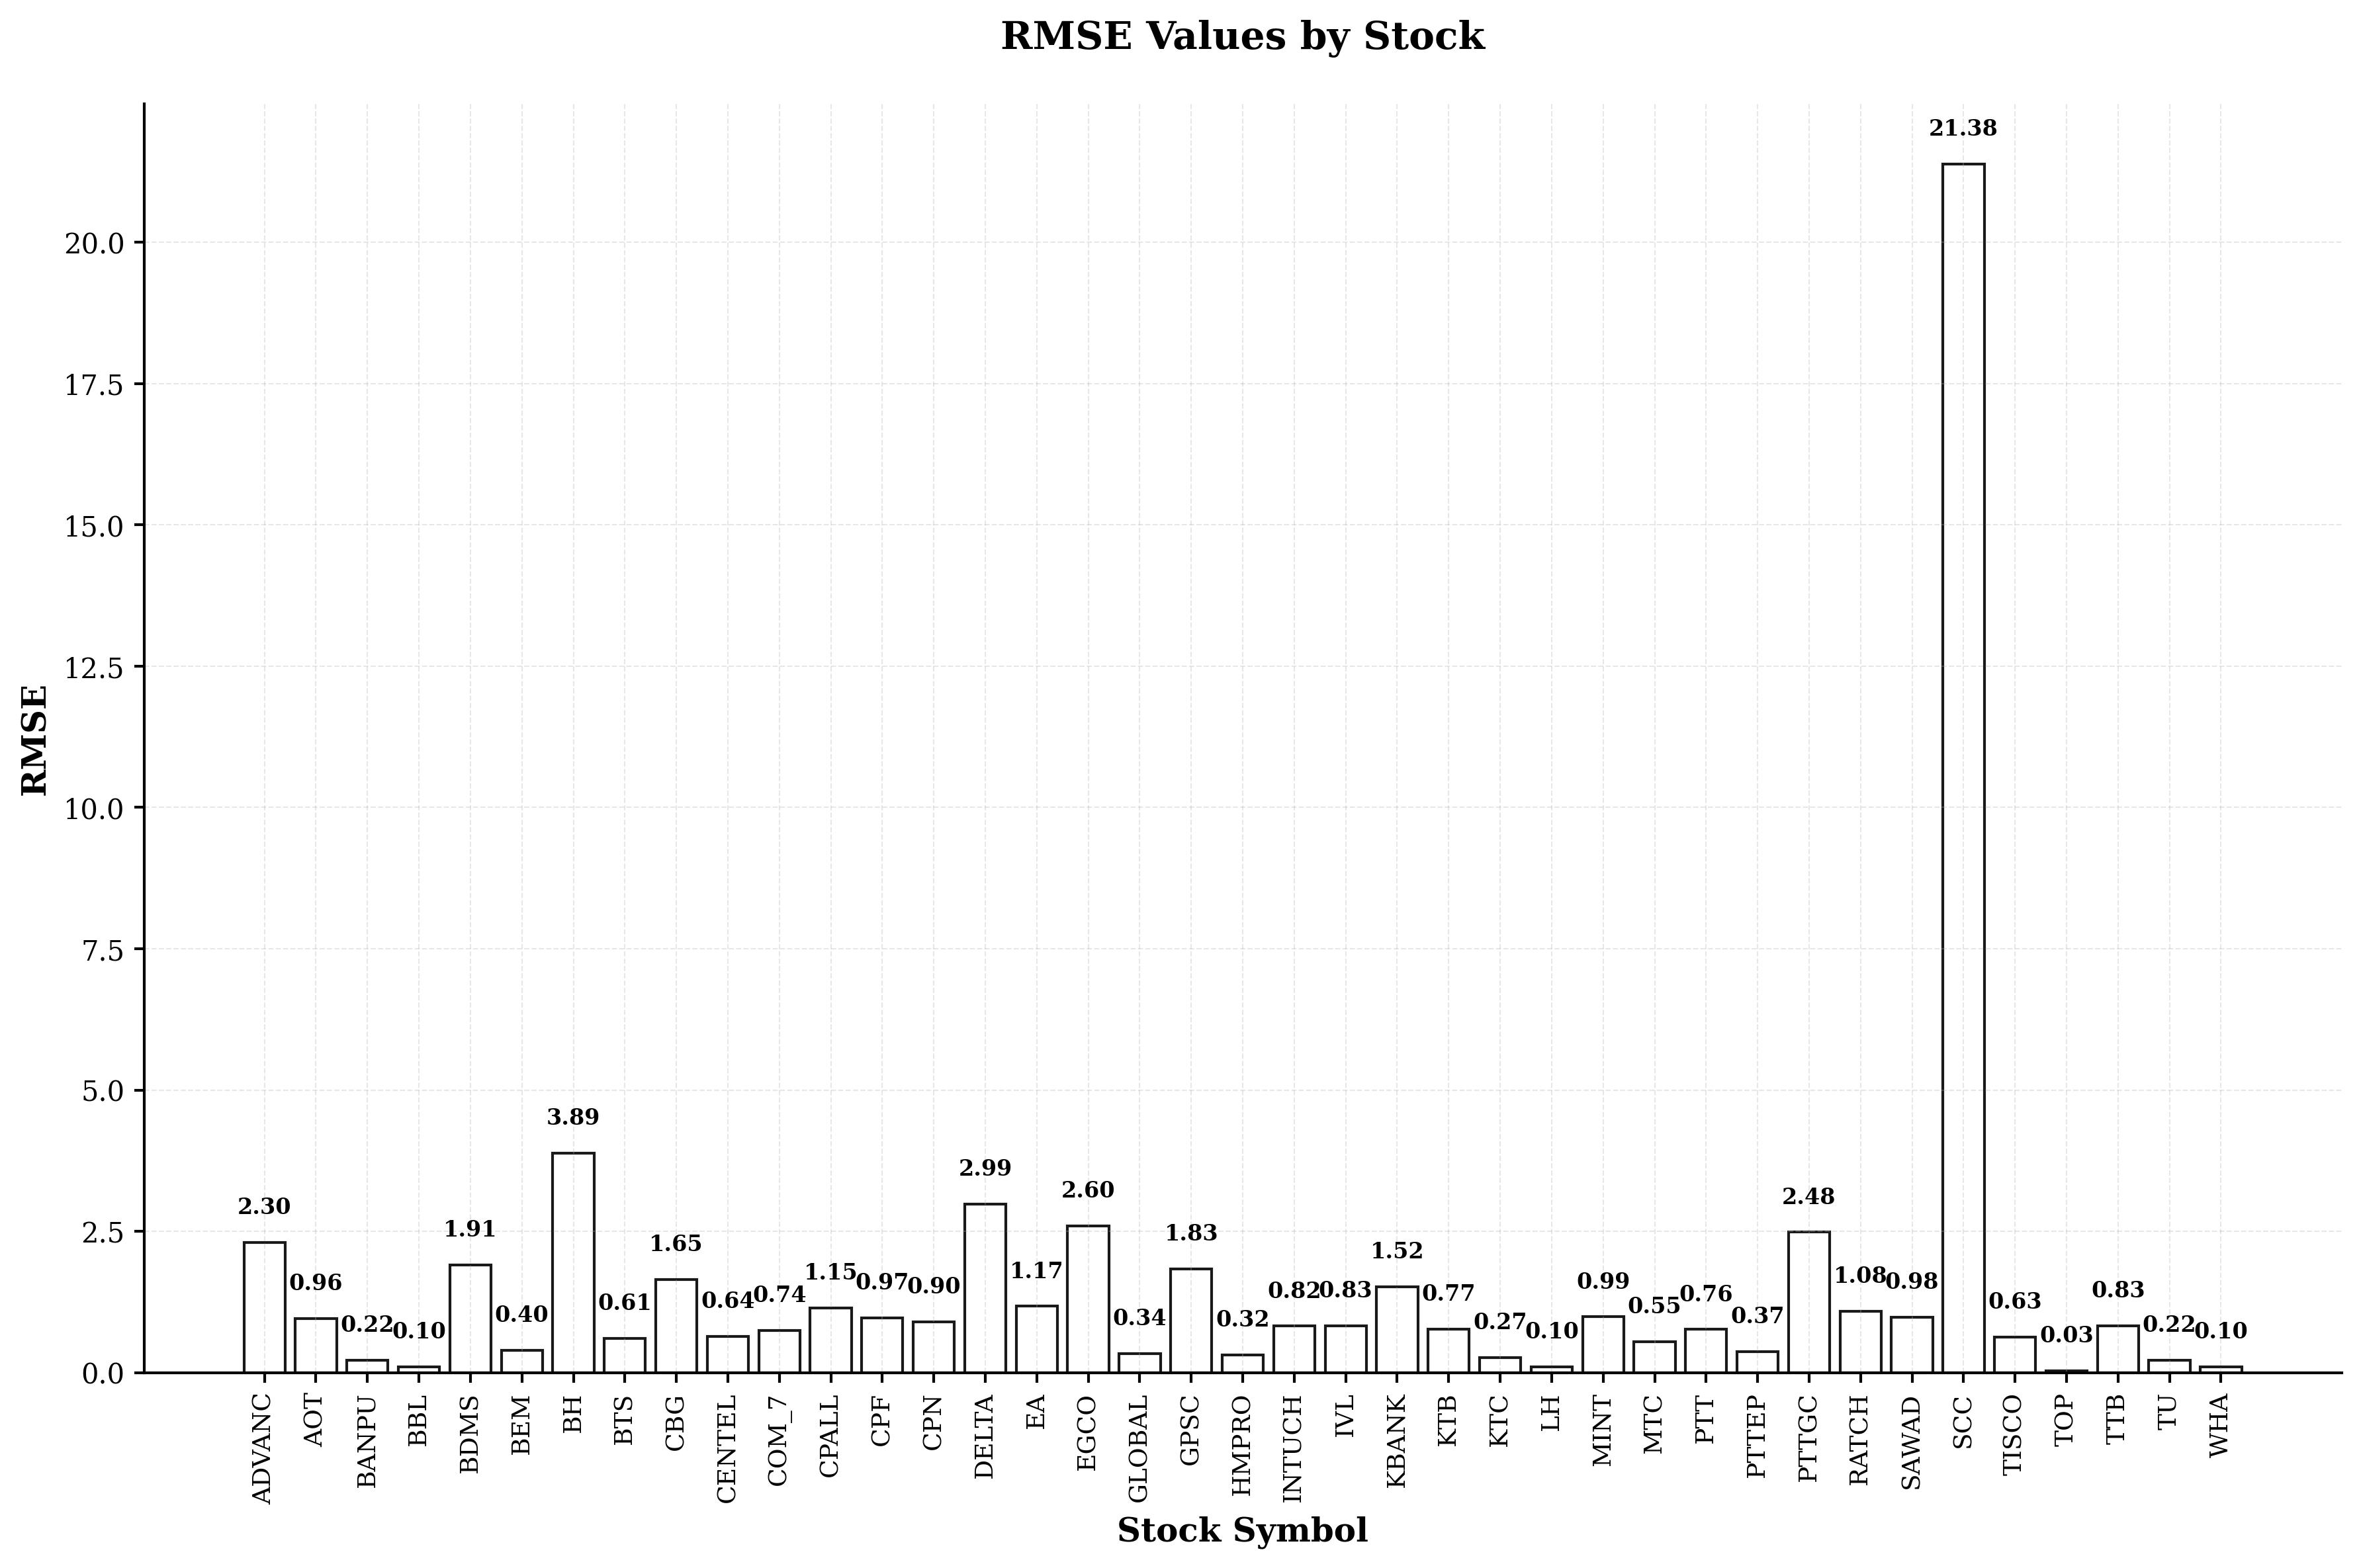 RMSE Values by Stock
RMSE
20.0
17.5
15.0
12.5
10.0
7.5
5.0
2.5
0.0
2.30
0.96
0.22
0.10
1.91
0.40
3.89
0.61
1.65
0.64
0.74
1.15
0.97
0.90
2.99
1.17
2.60
0.34
1.83
0.32
0.82
0.83
1.52
0.77
0.27
0.10
0.99
0.55
0.76
0.37
2.48
1.08
0.98
21.38
0.63
0.03
0.83
0.22
0.10
ADVANC
AOT
BANPU
BBL
BDMS
BEM
BH
BTS
CBG
CENTEL
COM_7
CPALL
CPF
CPN
DELTA
EA
EGCO
GLOBAL
GPSC
HMPRO
INTUCH
IVL
KBANK
KTB
KTC
LH
MINT
MTC
PTT
PTTEP
PTTGC
RATCH
SAWAD
SCC
TISCO
TOP
TTB
TU
WHA
Stock Symbol